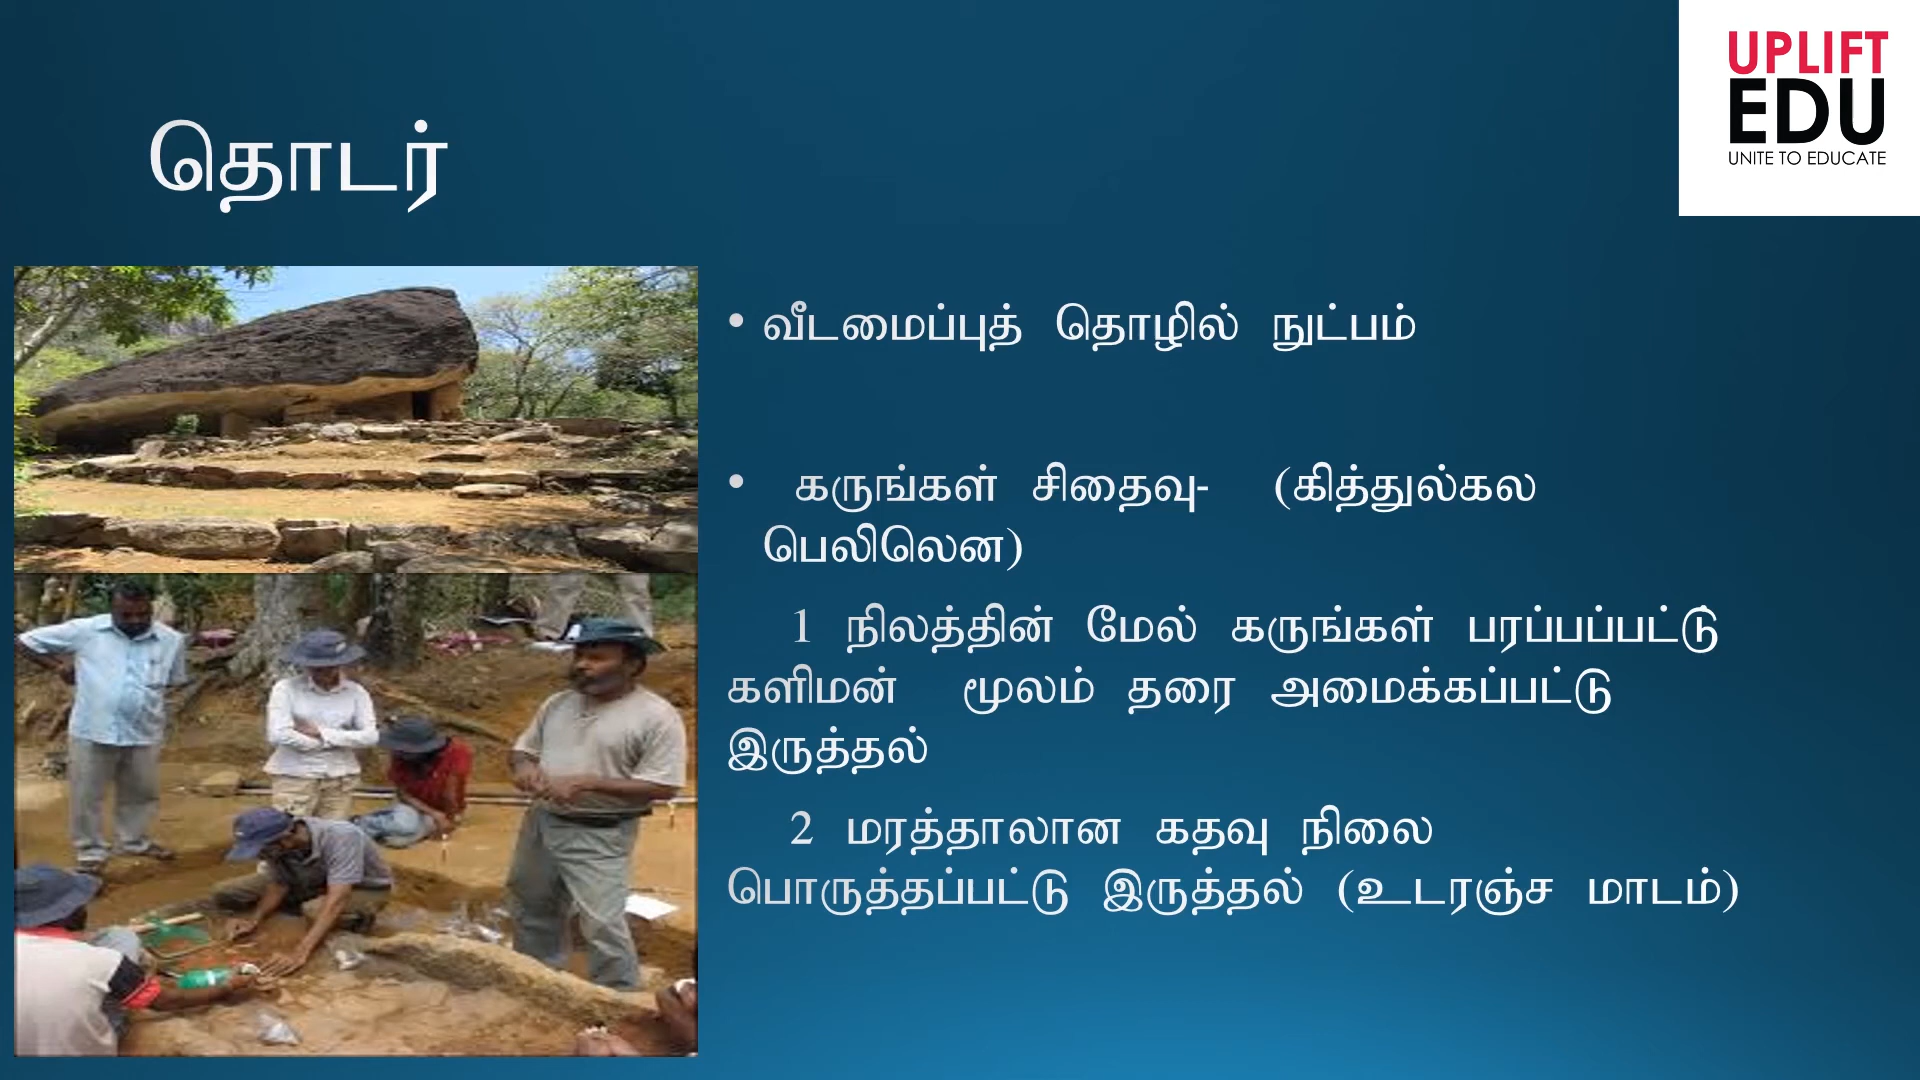 UPLIFT
EDU
UNITE TO EDUCATE
தொடர்
• வீடமைப்புத் தொழில் நுட்பம்
• கருங்கள் சிதைவு- (கித்துல்கல
பெலிலென)
1 நிலத்தின் மேல் கருங்கள் பரப்பப்பட்டு்
களிமன் மூலம் தரை அமைக்கப்பட்டு
இருத்தல்
2 மரத்தாலான கதவு நிலை
பொருத்தப்பட்டு இருத்தல் (உடரஞ்ச மாடம்)